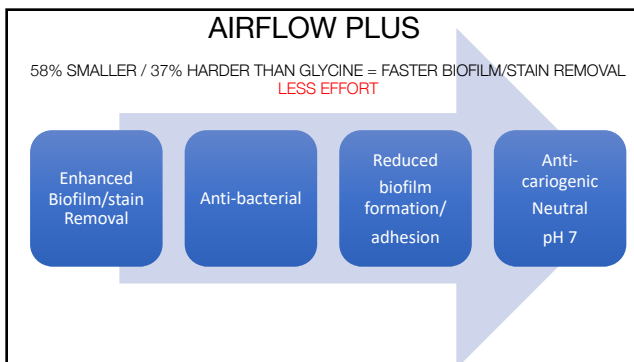 AIRFLOW PLUS
58% SMALLER / 37% HARDER THAN GLYCINE = FASTER BIOFILM/STAIN REMOVAL
LESS EFFORT
Enhanced
Biofilm/stain
Removal
Anti-bacterial
Reduced
biofilm
formation/
adhesion
Anti-
cariogenic
Neutral
pH 7